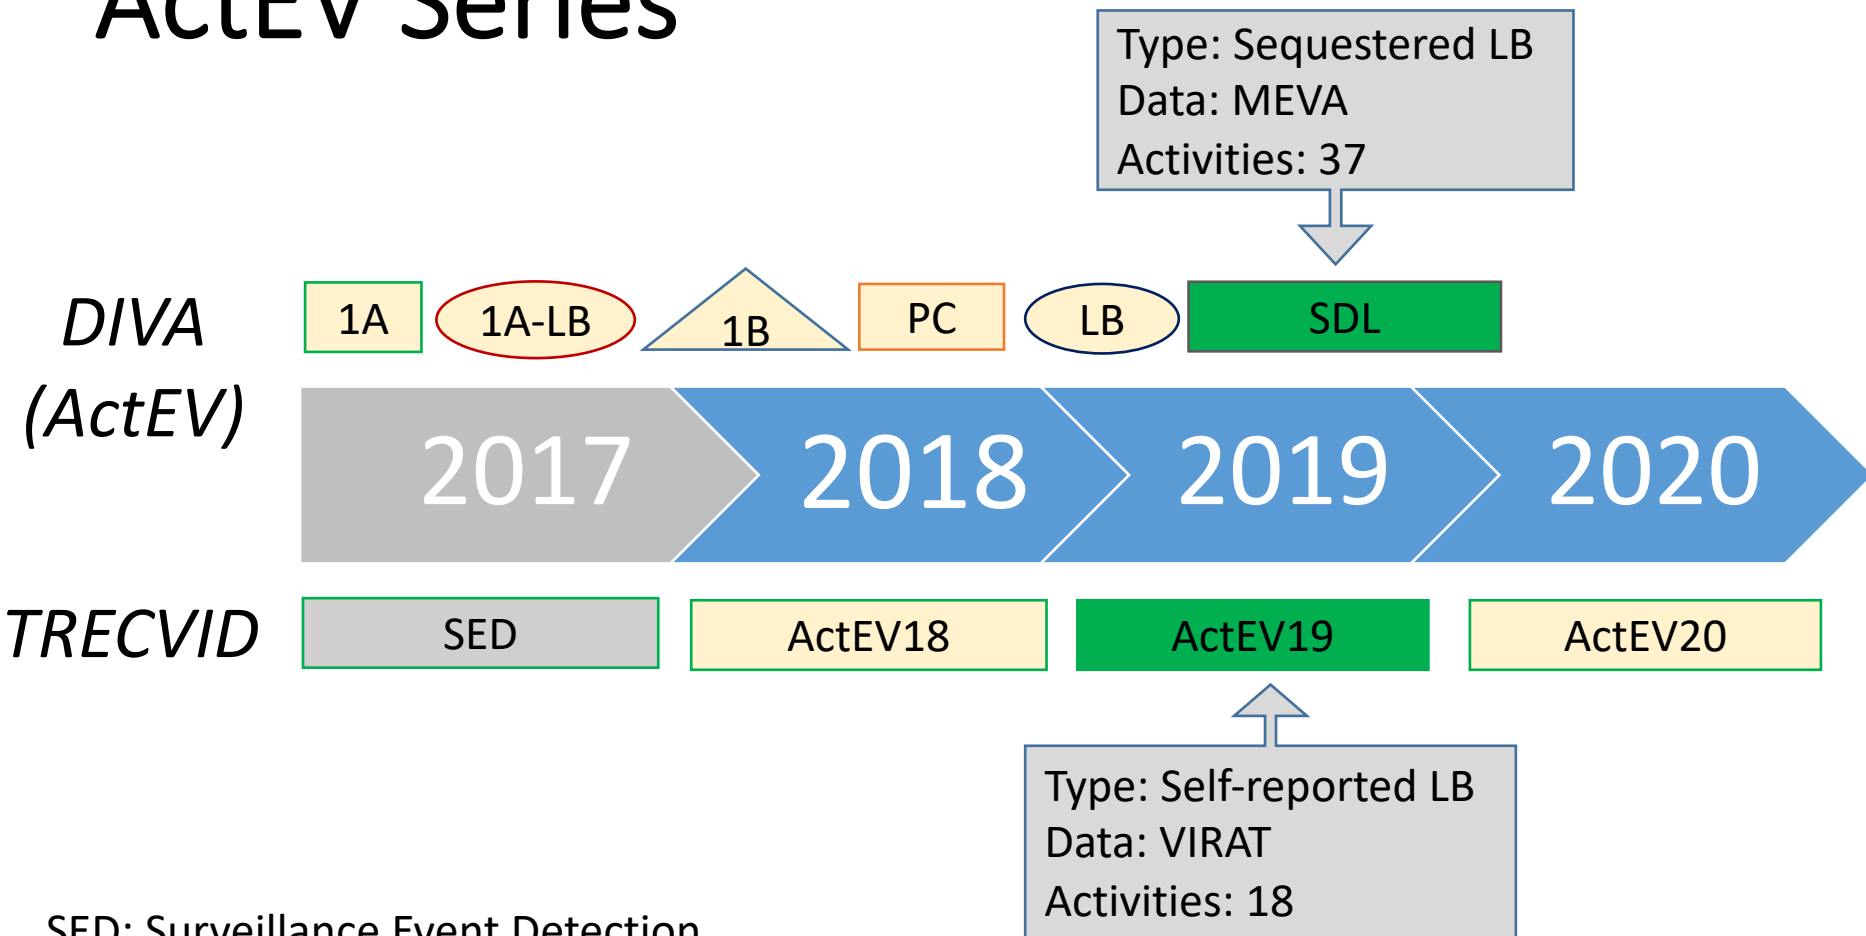 ActEV Series
Type: Sequestered LB
Data: MEVA
Activities: 37
DIVA
(ActEV)
1A
1A-LB
1B
PC
LB
SDL
2017
2018
2019
2020
TRECVID
SED
ActEV18
ActEV19
ActEV20
Type: Self-reported LB
Data: VIRAT
Activities: 18
SED: Surveillance Event Detection